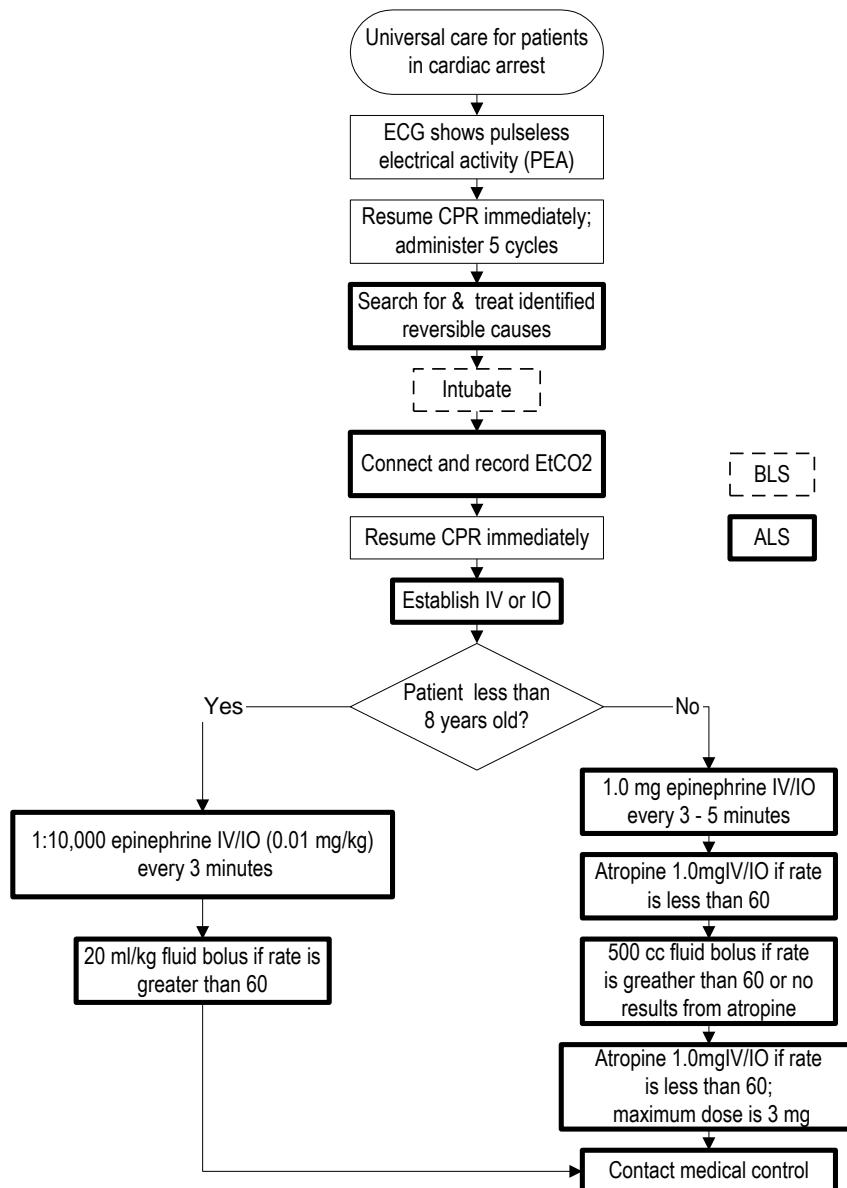 Universal care for patients
in cardiac arrest
ECG shows pulseless
electrical activity (PEA)
Resume CPR immediately;
administer 5 cycles
Search for & treat identified
reversible causes
Intubate
Connect and record EtCO2
BLS
Resume CPR immediately
ALS
Establish IV or IO
Patient less than
8 years old?
Yes
No
1:10,000 epinephrine IV/IO (0.01 mg/kg)
every 3 minutes
20 ml/kg fluid bolus if rate is
greater than 60
1.0 mg epinephrine IV/IO
every 3 - 5 minutes
Atropine 1.0mgIV/IO if rate
is less than 60
500 cc fluid bolus if rate
is greather than 60 or no
results from atropine
Atropine 1.0mgIV/IO if rate
is less than 60;
maximum dose is 3 mg
Contact medical control